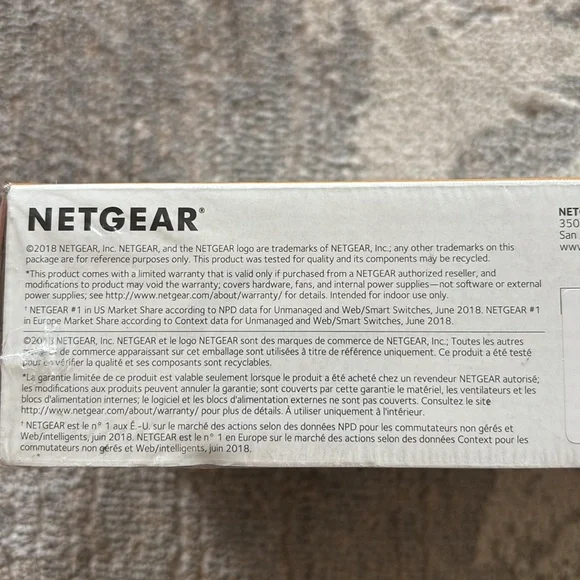 NETGEAR®
©2018 NETGEAR, Inc. NETGEAR, and the NETGEAR logo are trademarks of NETGEAR, Inc.; any other trademarks on this
package are for reference purposes only. This product was tested for quality and its components may be recycled.
*This product comes with a limited warranty that is valid only if purchased from a NETGEAR authorized reseller, and
modifications to product may void the warranty; covers hardware, fans, and internal power supplies—not software or external
power supplies; see http://www.netgear.com/about/warranty/ for details. Intended for indoor use only.
† NETGEAR #1 in US Market Share according to NPD data for Unmanaged and Web/Smart Switches, June 2018. NETGEAR #1
in Europe Market Share according to Context data for Unmanaged and Web/Smart Switches, June 2018.
©2018 NETGEAR, Inc. NETGEAR et le logo NETGEAR sont des marques de commerce de NETGEAR, Inc.; Toutes les autres
de commerce apparaissant sur cet emballage sont utilisées à titre de référence uniquement. Ce produit a été testé
pour en vérifier la qualité et ses composants sont recyclables.
*La garantie limitée de ce produit est valable seulement lorsque le produit a été acheté chez un revendeur NETGEAR autorisé;
les modifications aux produits peuvent annuler la garantie, sont couverts par cette garantie le matériel, les ventilateurs et les
blocs d'alimentation internes; le logiciel et les blocs d'alimentation externes ne sont pas couverts. Consultez le site
http://www.netgear.com/about/warranty/ pour plus de détails. À utiliser uniquement à l'intérieur.
† NETGEAR est le n° 1 aux É.-U. sur le marché des actions selon des données NPD pour les commutateurs non gérés et
Web/intelligents, juin 2018. NETGEAR est le n° 1 en Europe sur le marché des actions selon des données Context pour les
commutateurs non gérés et Web/intelligents, juin 2018.
NET
350
San
www